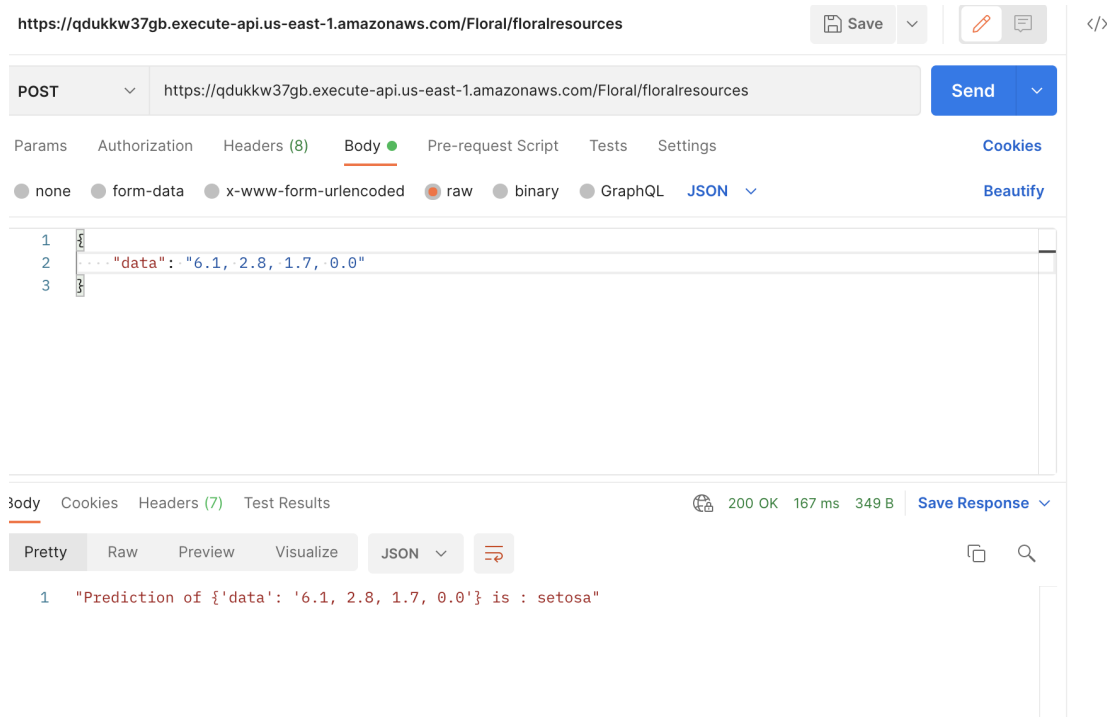 https://qdukkw37gb.execute-api.us-east-1.amazonaws.com/Floral/floralresources Save </>
POST https://qdukkw37gb.execute-api.us-east-1.amazonaws.com/Floral/floralresources Send
Params Authorization Headers (8) Body Pre-request Script Tests Settings Cookies
none form-data x-www-form-urlencoded raw binary GraphQL JSON Beautify
1 {
2 ····"data":·"6.1,·2.8,·1.7,·0.0"
3 }
Body Cookies Headers (7) Test Results 200 OK 167 ms 349 B Save Response
Pretty Raw Preview Visualize JSON
1 "Prediction of {'data': '6.1, 2.8, 1.7, 0.0'} is : setosa"